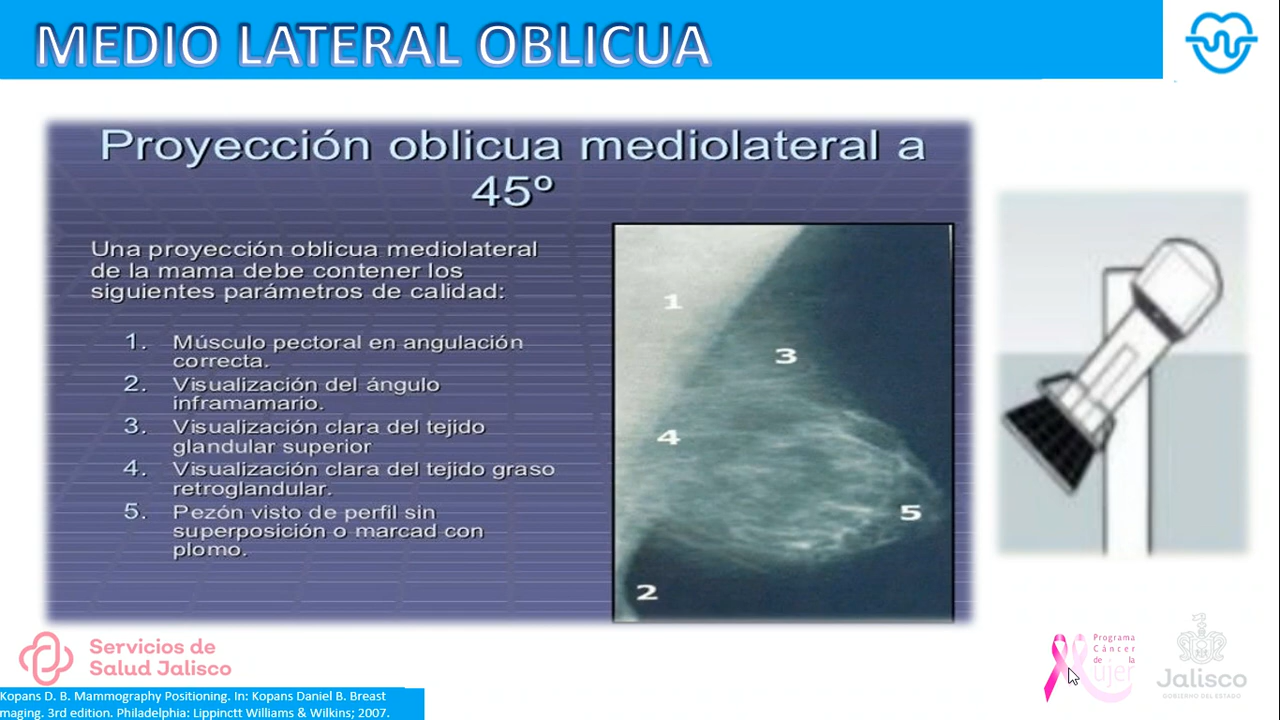 MEDIO LATERAL OBLICUA
Proyección oblicua mediolateral a
45º
Una proyección oblicua mediolateral
de la mama debe contener los
siguientes parámetros de calidad:
1. Músculo pectoral en angulación
correcta.
2. Visualización del ángulo
inframamario.
3. Visualización clara del tejido
glandular superior
4. Visualización clara del tejido graso
retroglandular.
5. Pezón visto de perfil sin
superposición o marcad con
plomo.
1
3
4
5
2
Servicios de
Salud Jalisco
Programa
Cáncer
de la
Mujer
Jalisco
GOBIERNO DEL ESTADO
Kopans D. B. Mammography Positioning. In: Kopans Daniel B. Breast
maging. 3rd edition. Philadelphia: Lippinctt Williams & Wilkins; 2007.